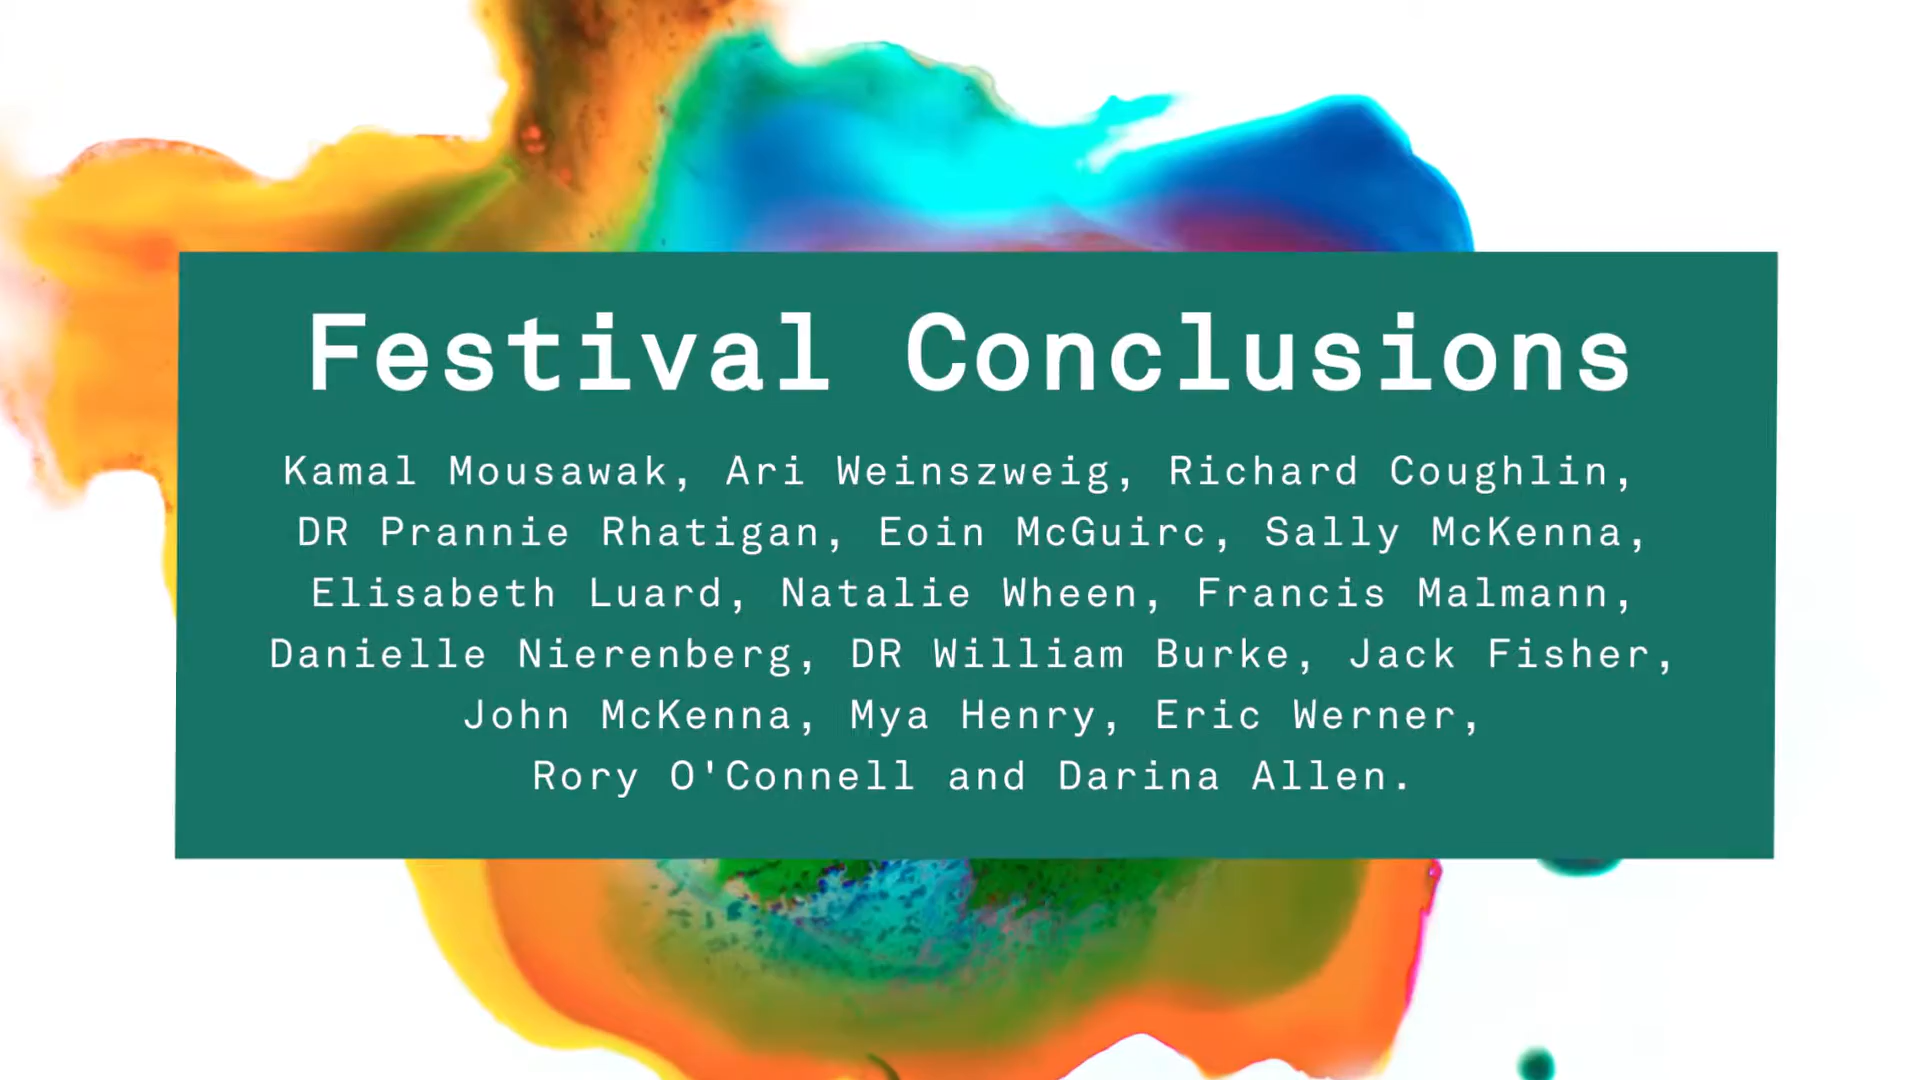 Festival Conclusions
Kamal Mousawak, Ari Weinszweig, Richard Coughlin,
DR Prannie Rhatigan, Eoin McGuirc, Sally McKenna,
Elisabeth Luard, Natalie Wheen, Francis Malmann,
Danielle Nierenberg, DR William Burke, Jack Fisher,
John McKenna, Mya Henry, Eric Werner,
Rory O'Connell and Darina Allen.